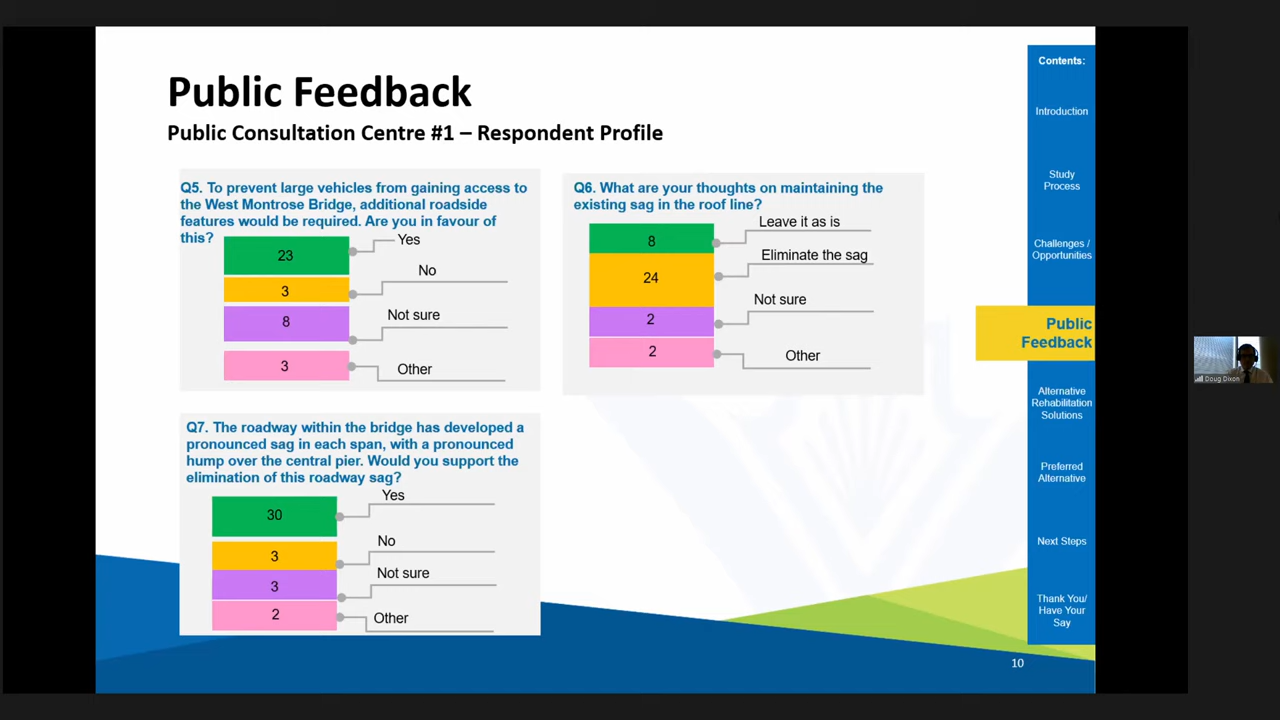 Public Feedback
Public Consultation Centre #1 – Respondent Profile
Q5. To prevent large vehicles from gaining access to
the West Montrose Bridge, additional roadside
features would be required. Are you in favour of
this?
23
Yes
3
No
8
Not sure
3
Other
Q6. What are your thoughts on maintaining the
existing sag in the roof line?
8
Leave it as is
24
Eliminate the sag
2
Not sure
2
Other
Q7. The roadway within the bridge has developed a
pronounced sag in each span, with a pronounced
hump over the central pier. Would you support the
elimination of this roadway sag?
30
Yes
3
No
3
Not sure
2
Other
Contents:
Introduction
Study
Process
Challenges /
Opportunities
Public
Feedback
Alternative
Rehabilitation
Solutions
Preferred
Alternative
Next Steps
Thank You/
Have Your
Say
10
Doug Dixon